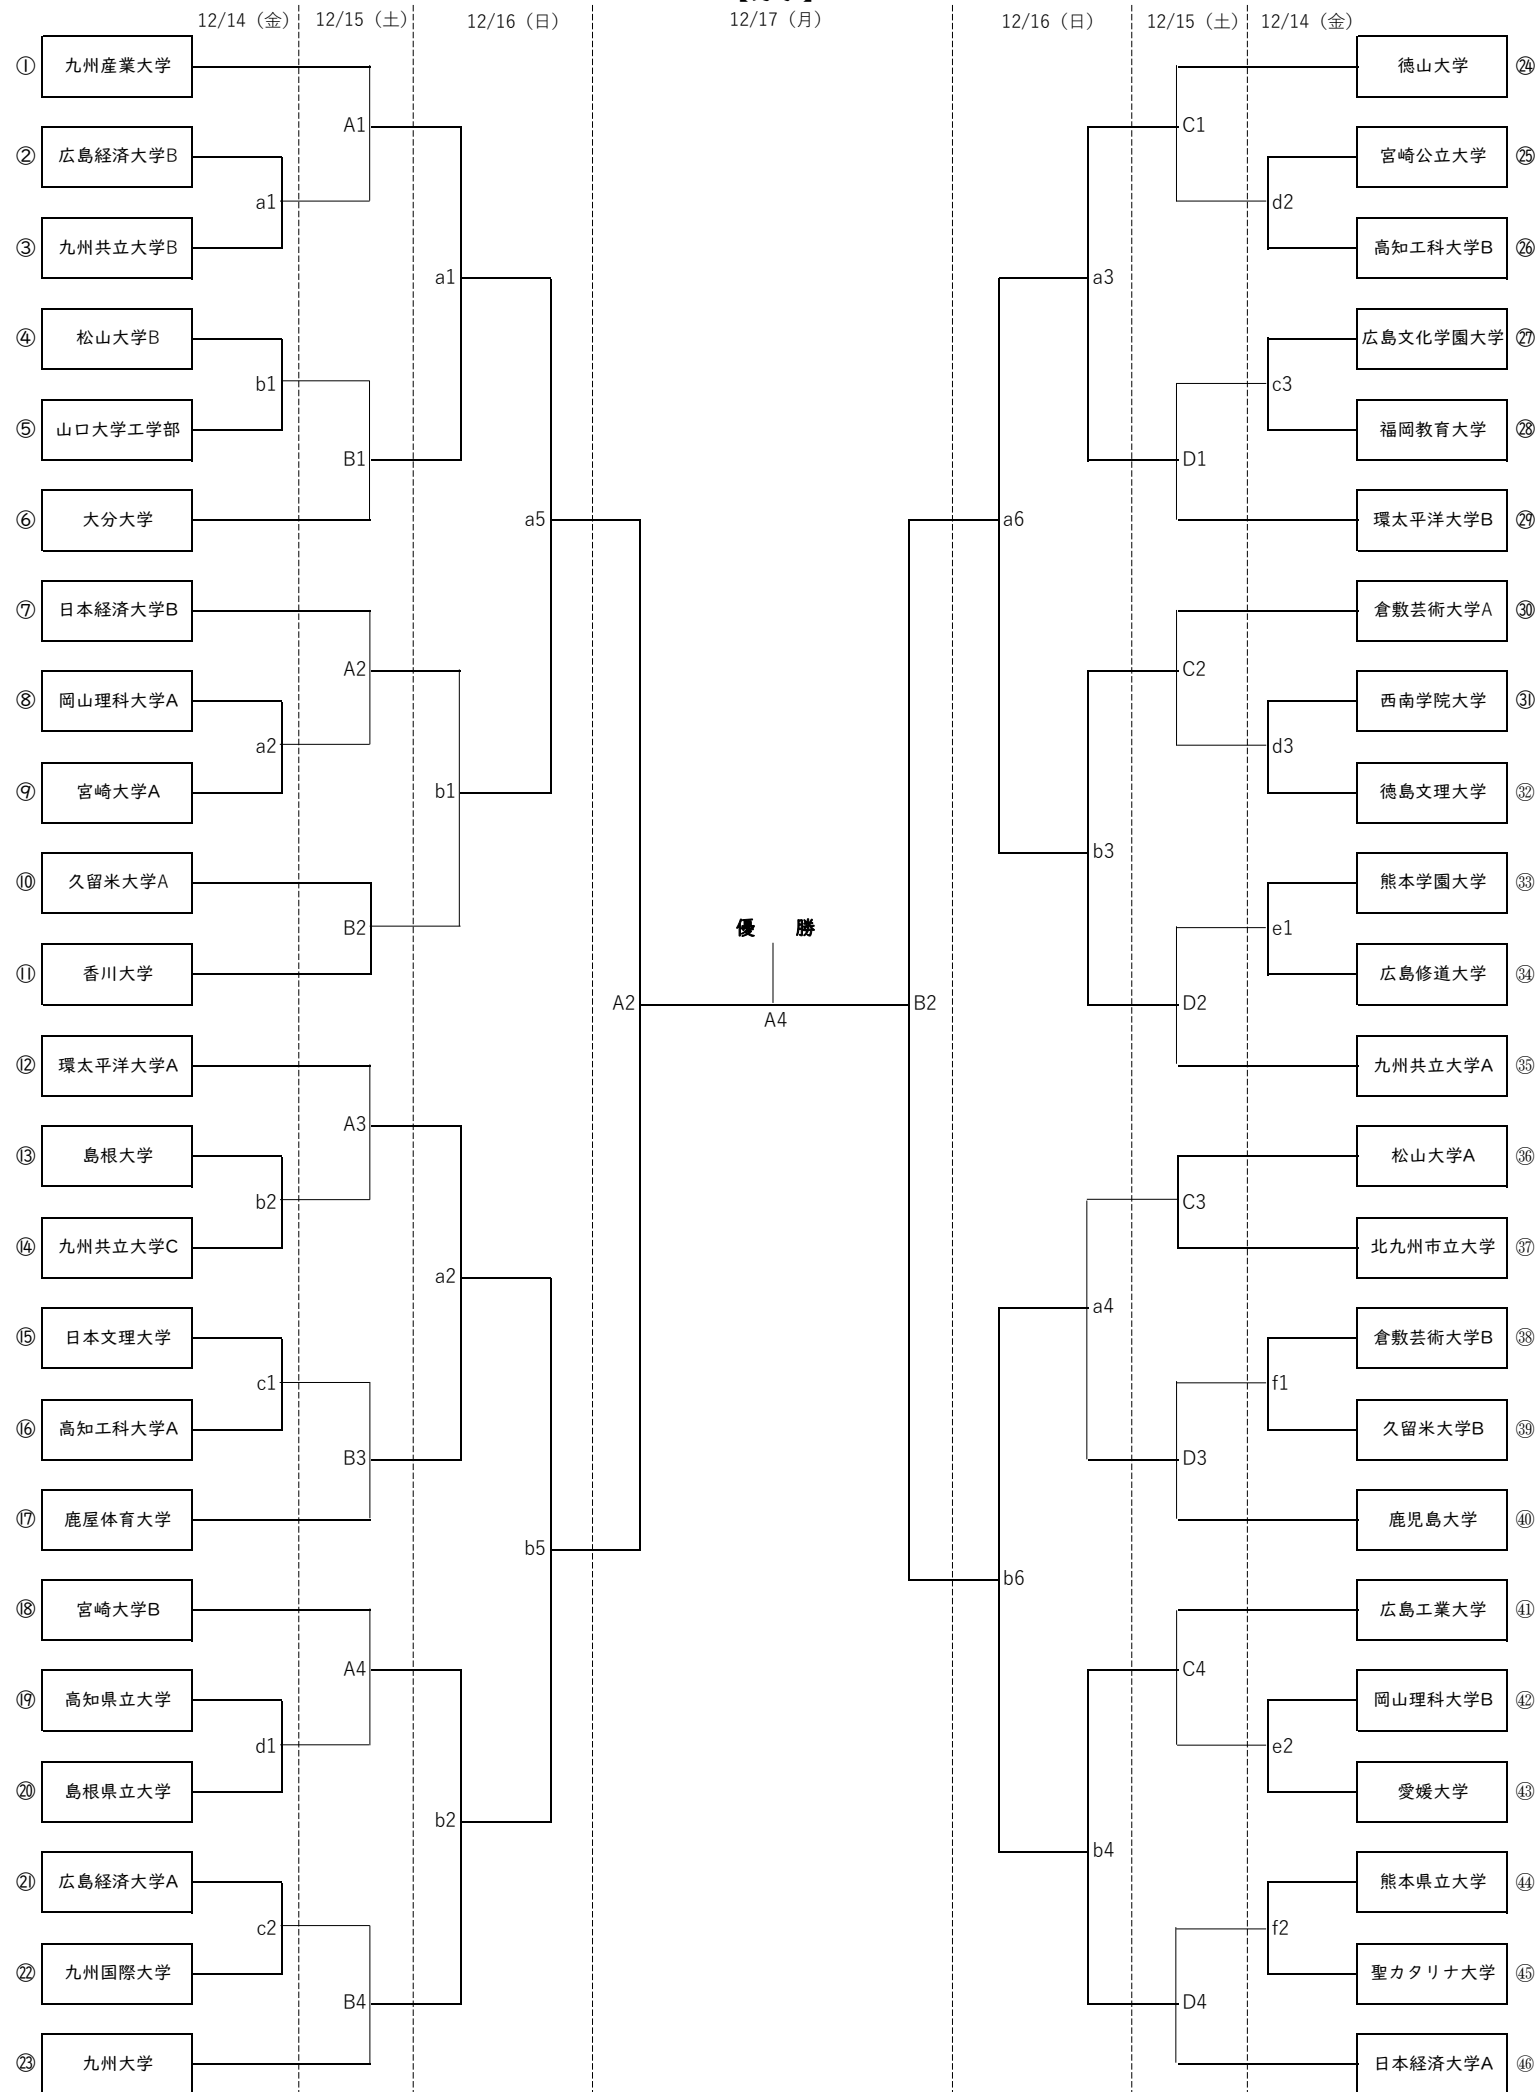 12/14（金） 12/15（土） 12/16（日） 12/17（月） 12/16（日） 12/15（土） 12/14（金）
① 九州産業大学 徳山大学 ㉔
A1 C1
② 広島経済大学B 宮崎公立大学 ㉕
a1 d2
③ 九州共立大学B 高知工科大学B ㉖
a1 a3
④ 松山大学B 広島文化学園大学 ㉗
b1 c3
⑤ 山口大学工学部 福岡教育大学 ㉘
B1 D1
⑥ 大分大学 a5 a6 環太平洋大学B ㉙
⑦ 日本経済大学B 倉敷芸術大学A ㉚
A2 C2
⑧ 岡山理科大学A 西南学院大学 ㉛
a2 d3
⑨ 宮崎大学A b1 徳島文理大学 ㉜
b3
⑩ 久留米大学A 熊本学園大学 ㉝
B2 優 勝 e1
⑪ 香川大学 広島修道大学 ㉞
A2 B2 D2
A4
⑫ 環太平洋大学A 九州共立大学A ㉟
A3
⑬ 島根大学 松山大学A ㊱
b2 C3
⑭ 九州共立大学C 北九州市立大学 ㊲
a2 a4
⑮ 日本文理大学 倉敷芸術大学B ㊳
c1 f1
⑯ 高知工科大学A 久留米大学B ㊴
B3 D3
⑰ 鹿屋体育大学 鹿児島大学 ㊵
b5 b6
⑱ 宮崎大学B 広島工業大学 ㊶
A4 C4
⑲ 高知県立大学 岡山理科大学B ㊷
d1 e2
⑳ 島根県立大学 愛媛大学 ㊸
b2 b4
㉑ 広島経済大学A 熊本県立大学 ㊹
c2 f2
㉒ 九州国際大学 聖カタリナ大学 ㊺
B4 D4
㉓ 九州大学 日本経済大学A ㊻